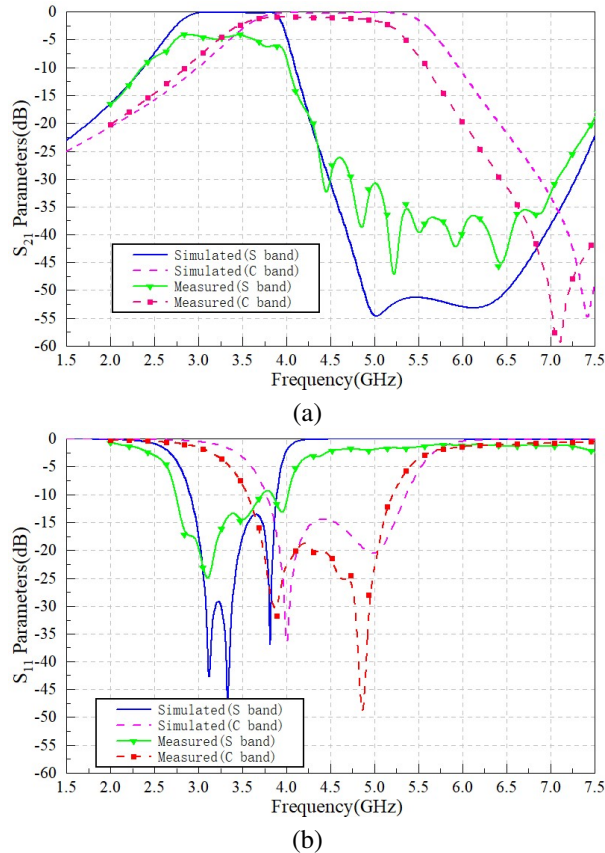 0
-5
-10
-15
-20
-25
-30
-35
-40
-45
-50
-55
-60
S21 Parameters(dB)
Simulated(S band)
Simulated(C band)
Measured(S band)
Measured(C band)
1.5 2.0 2.5 3.0 3.5 4.0 4.5 5.0 5.5 6.0 6.5 7.0 7.5
Frequency(GHz)
(a)
0
-5
-10
-15
-20
-25
-30
-35
-40
-45
-50
-55
-60
S11 Parameters(dB)
Simulated(S band)
Simulated(C band)
Measured(S band)
Measured(C band)
1.5 2.0 2.5 3.0 3.5 4.0 4.5 5.0 5.5 6.0 6.5 7.0 7.5
Frequency(GHz)
(b)